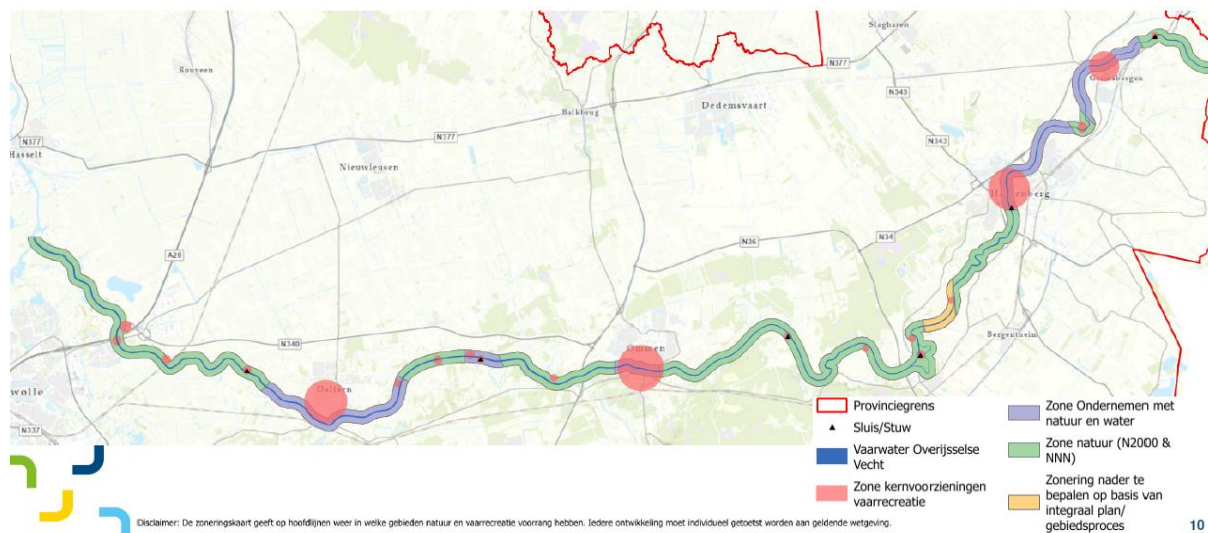 Slagharen
Rouveen
N377
Gramsbergen
N343
Balkbrug
Dedemsvaart
N377
N377
Hasselt
N343
Nieuwleusen
Hardenberg
N36
N34
A28
Bergentheim
N340
Ommen
Dalfsen
wolle
N337
Provinciegrens
Sluis/Stuw
Vaarwater Overijsselse
Vecht
Zone kernvoorzieningen
vaarrecreatie
Zone Ondernemen met
natuur en water
Zone natuur (N2000 &
NNN)
Zonering nader te
bepalen op basis van
integraal plan/
gebiedsproces
Disclaimer: De zoneringskaart geeft op hoofdlijnen weer in welke gebieden natuur en vaarrecreatie voorrang hebben. Iedere ontwikkeling moet individueel getoetst worden aan geldende wetgeving.
10